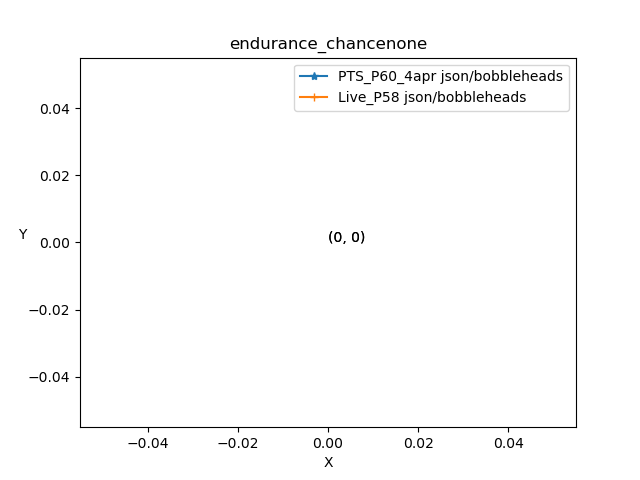 endurance_chancenone
PTS_P60_4apr json/bobbleheads
Live_P58 json/bobbleheads
0.04
0.02
Y
0.00
(0, 0)
−0.02
−0.04
−0.04 −0.02 0.00 0.02 0.04
X